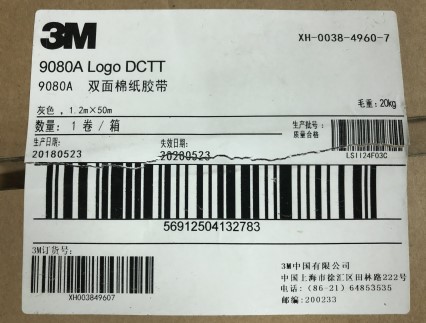 3M
XH-0038-4960-7
9080A Logo DCTT
9080A 双面棉纸胶带
灰色，1.2m×50m
毛重：20kg
数量：1 卷／箱
生产批号：
质量合格
生产日期：
失效日期：
20180523
20200523
LSII24F03C
56912504132783
3M订货号：
XH003849607
3M中国有限公司
中国上海市徐汇区田林路222号
电话：(86-21) 64853535
邮编：200233